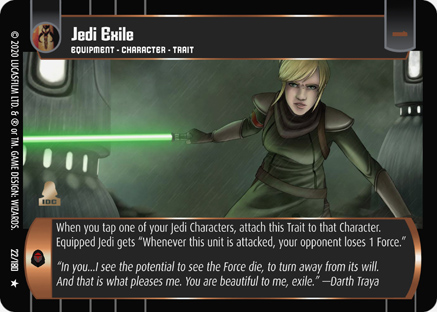 Jedi Exile
EQUIPMENT - CHARACTER - TRAIT
When you tap one of your Jedi Characters, attach this Trait to that Character.
Equipped Jedi gets “Whenever this unit is attacked, your opponent loses 1 Force.”
“In you...I see the potential to see the Force die, to turn away from its will.
And that is what pleases me. You are beautiful to me, exile.” —Darth Traya
© 2020 LUCASFILM LTD. & ® or TM. GAME DESIGN: WIZARDS.
IDC